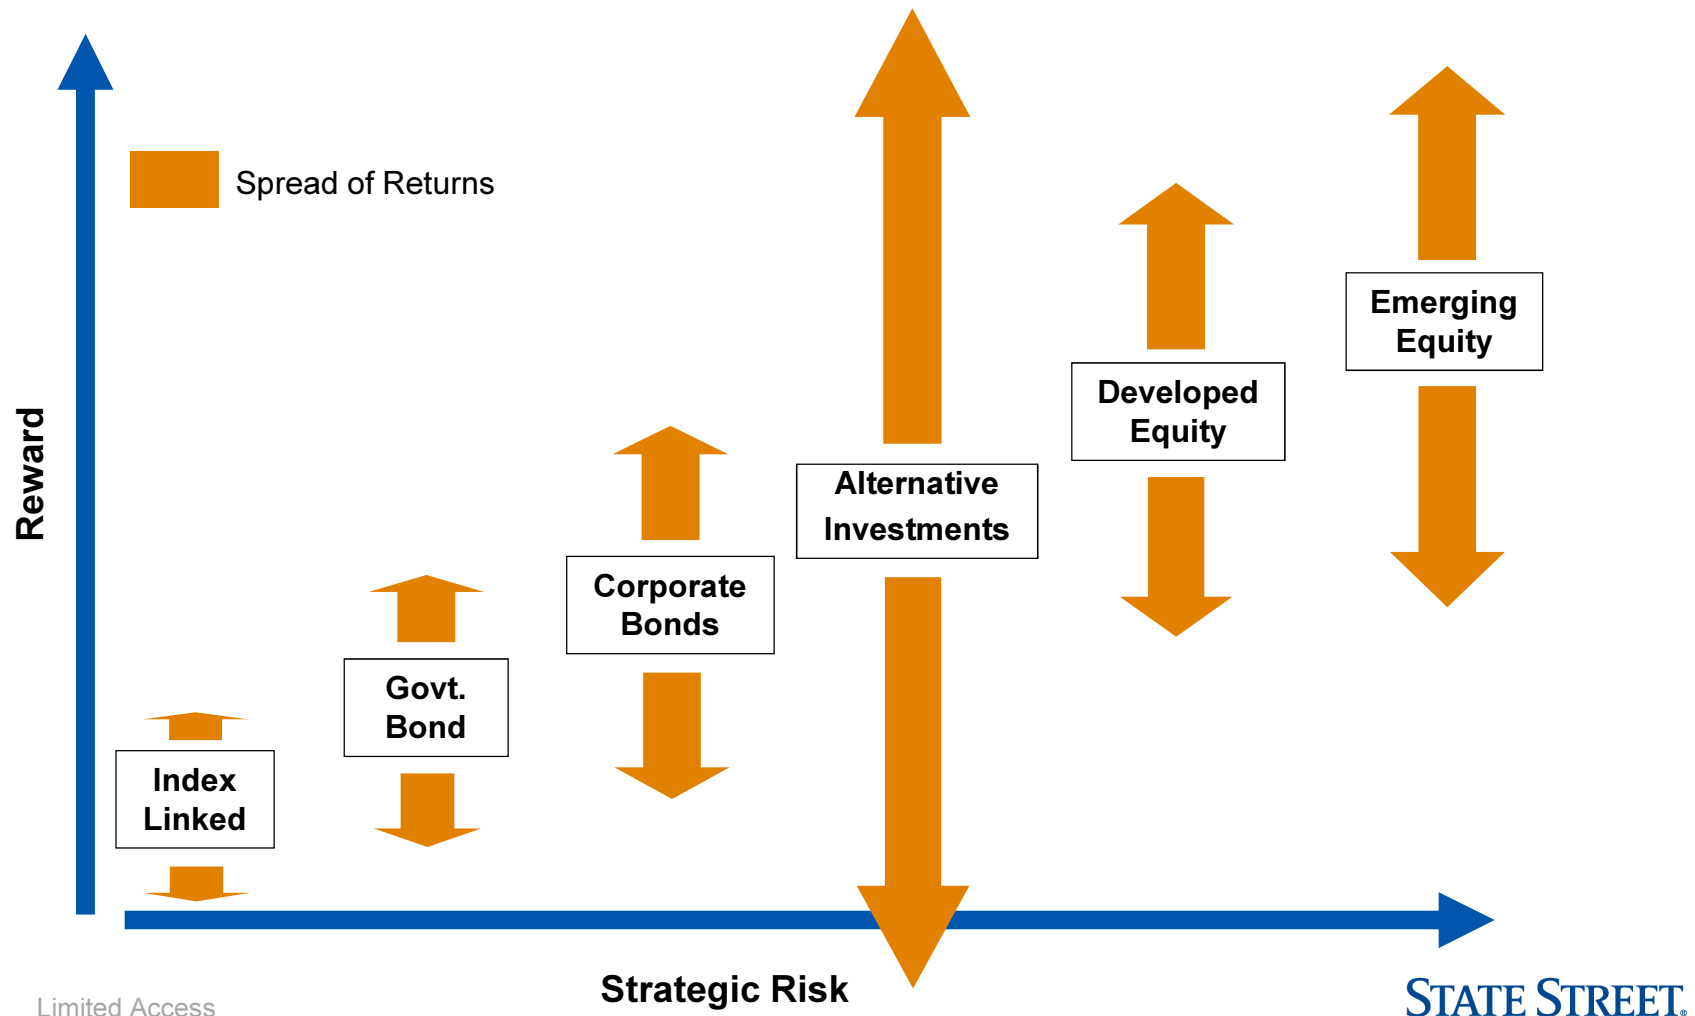 Spread of Returns
Emerging
Equity
Developed
Equity
Alternative
Investments
Corporate
Bonds
Govt.
Bond
Index
Linked
Reward
Strategic Risk
Limited Access
STATE STREET®